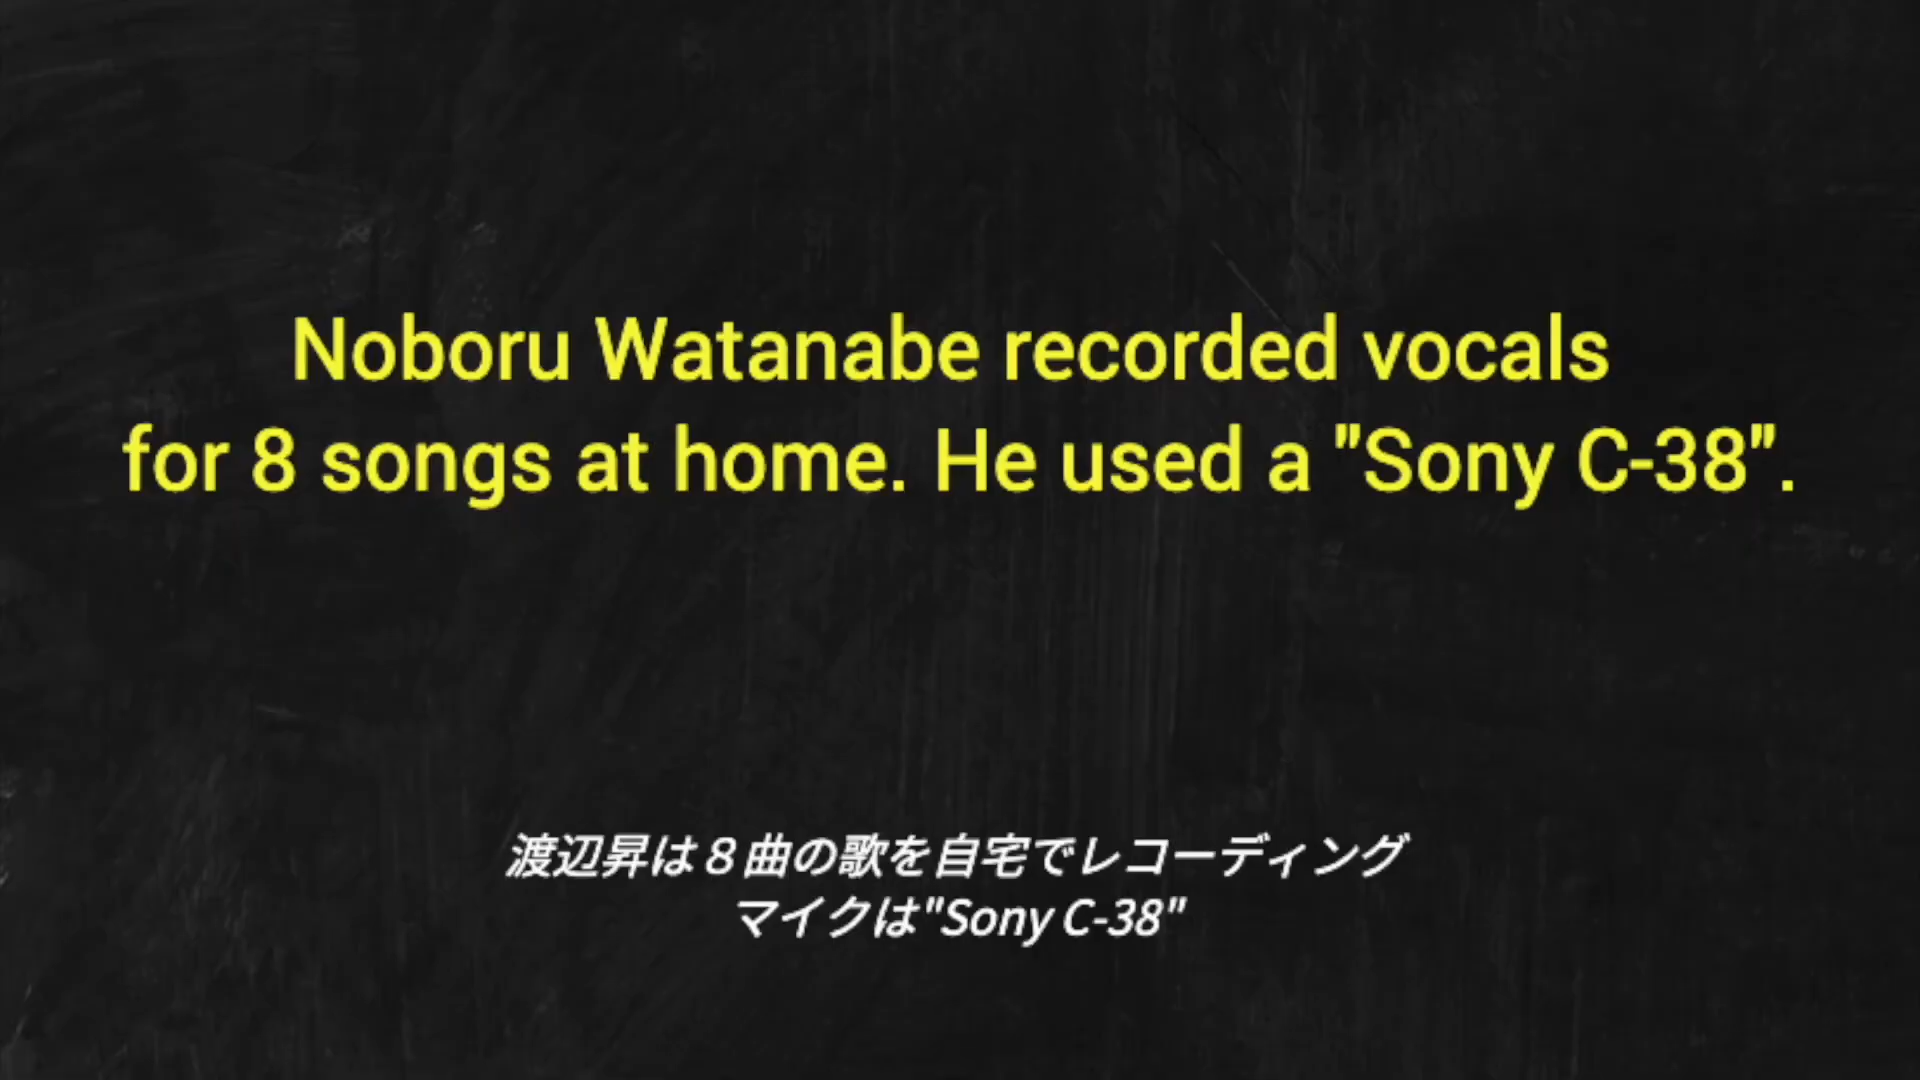 Noboru Watanabe recorded vocals
for 8 songs at home. He used a "Sony C-38".
渡辺昇は８曲の歌を自宅でレコーディング
マイクは"Sony C-38"